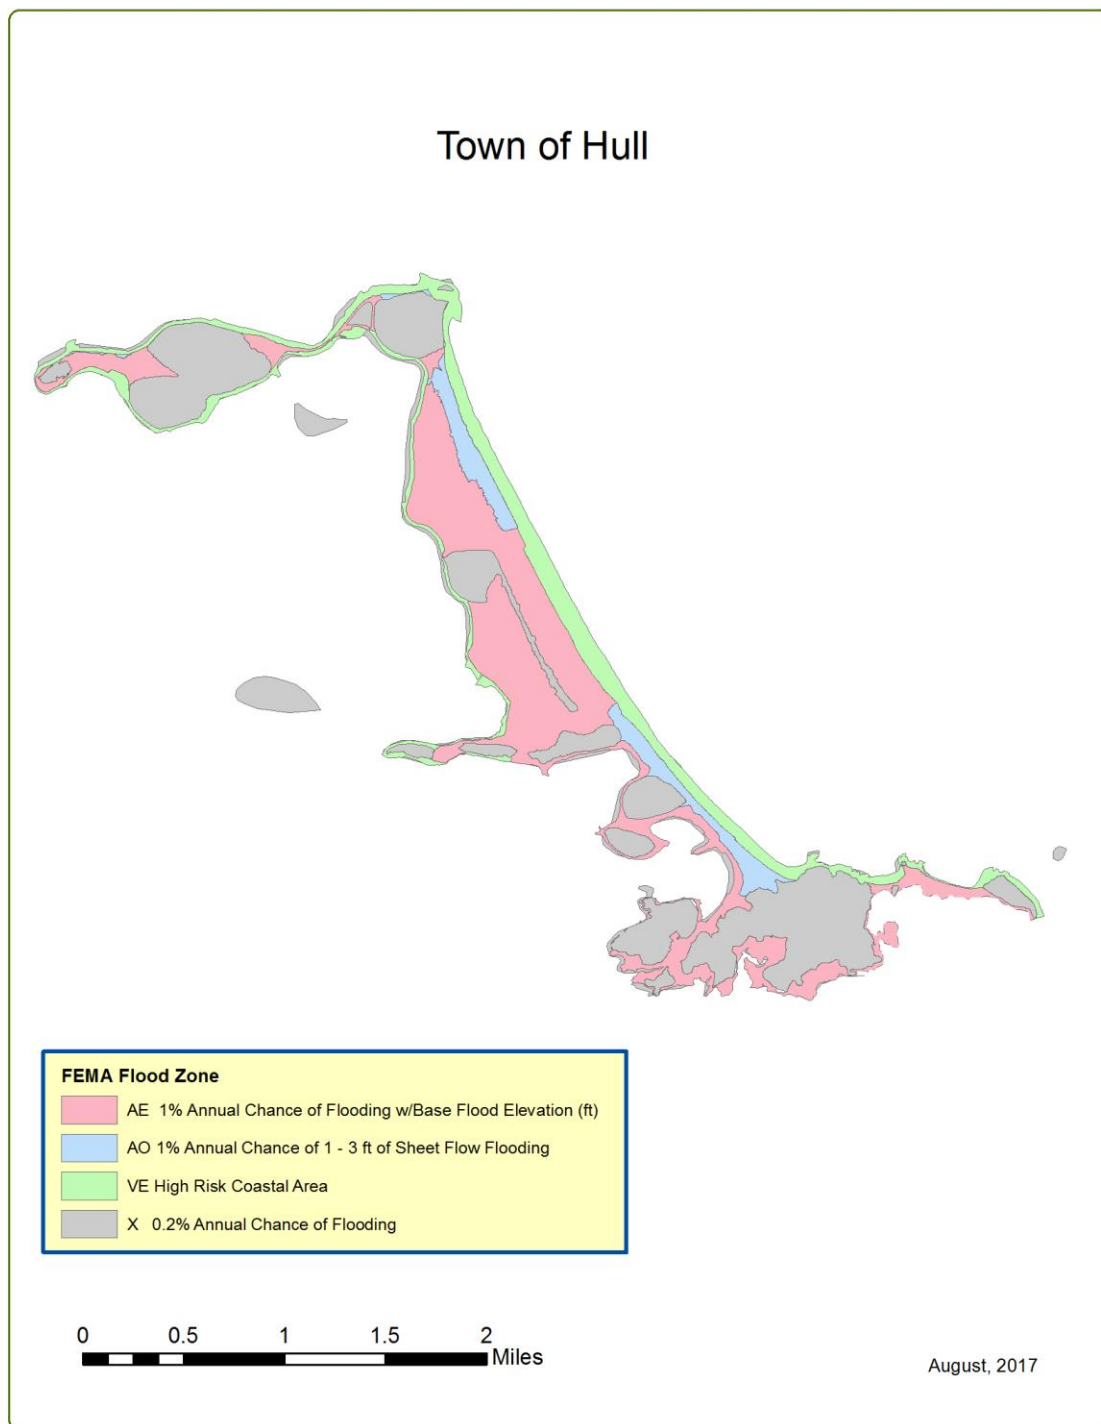 Town of Hull
FEMA Flood Zone
AE 1% Annual Chance of Flooding w/Base Flood Elevation (ft)
AO 1% Annual Chance of 1 - 3 ft of Sheet Flow Flooding
VE High Risk Coastal Area
X 0.2% Annual Chance of Flooding
0 0.5 1 1.5 2
Miles
August, 2017